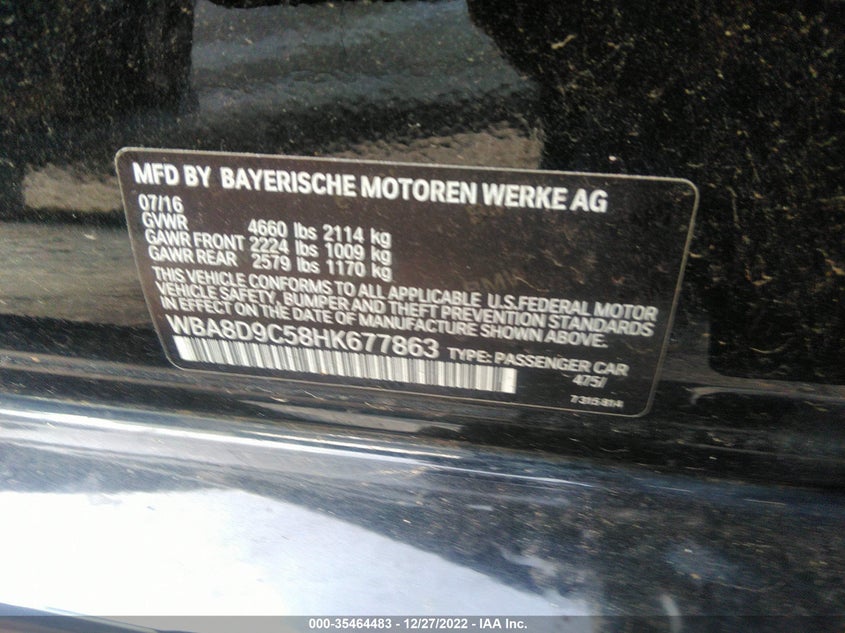 MFD BY BAYERISCHE MOTOREN WERKE AG
07/16
GVWR 4660 lbs 2114 kg
GAWR FRONT 2224 lbs 1009 kg
GAWR REAR 2579 lbs 1170 kg
THIS VEHICLE CONFORMS TO ALL APPLICABLE U.S.FEDERAL MOTOR
VEHICLE SAFETY, BUMPER AND THEFT PREVENTION STANDARDS
IN EFFECT ON THE DATE OF MANUFACTURE SHOWN ABOVE.
WBA8D9C58HK677863 TYPE: PASSENGER CAR
475/
7 315 814
000-35464483 - 12/27/2022 - IAA Inc.